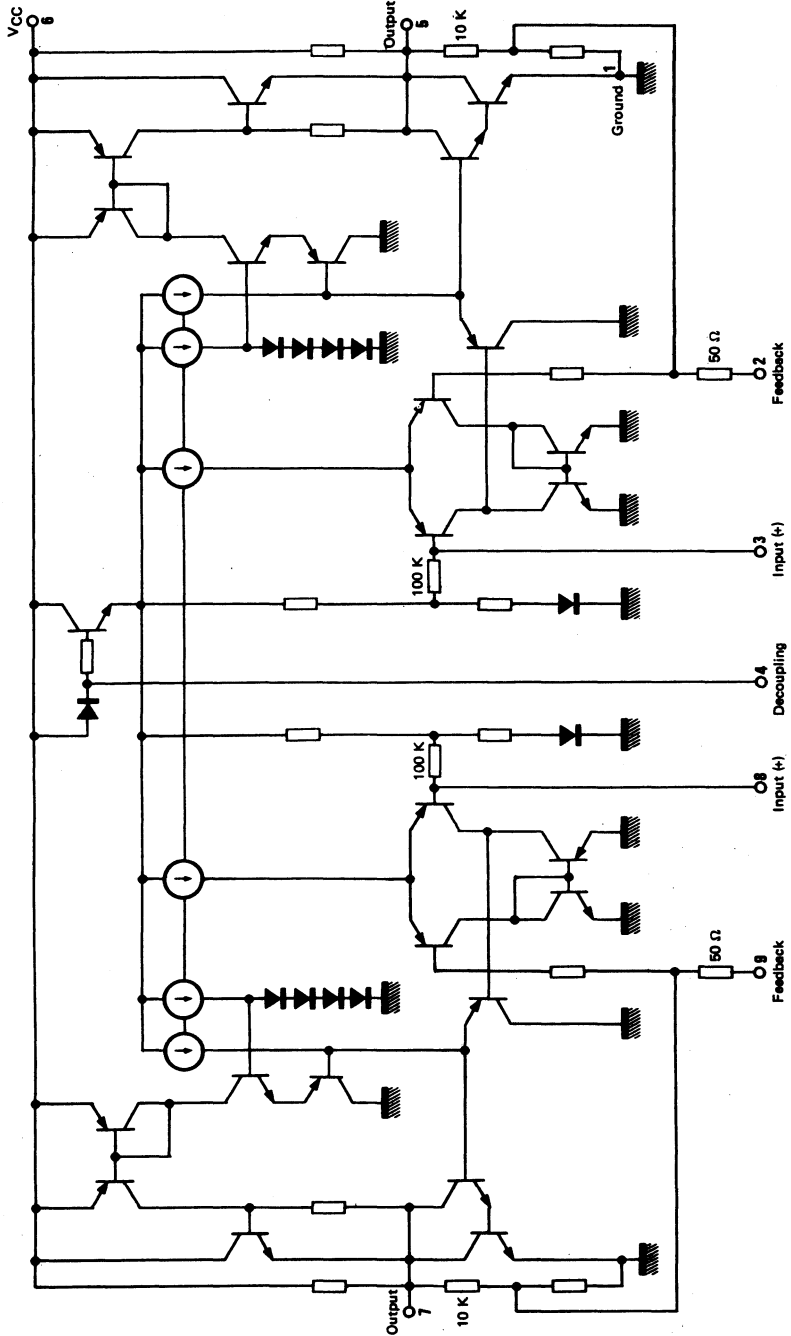 VCC
6
Output
5
10 K
1
Ground
50 Ω
2
Feedback
100 K
3
Input (+)
4
Decoupling
100 K
8
Input (+)
50 Ω
9
Feedback
Output
7
10 K